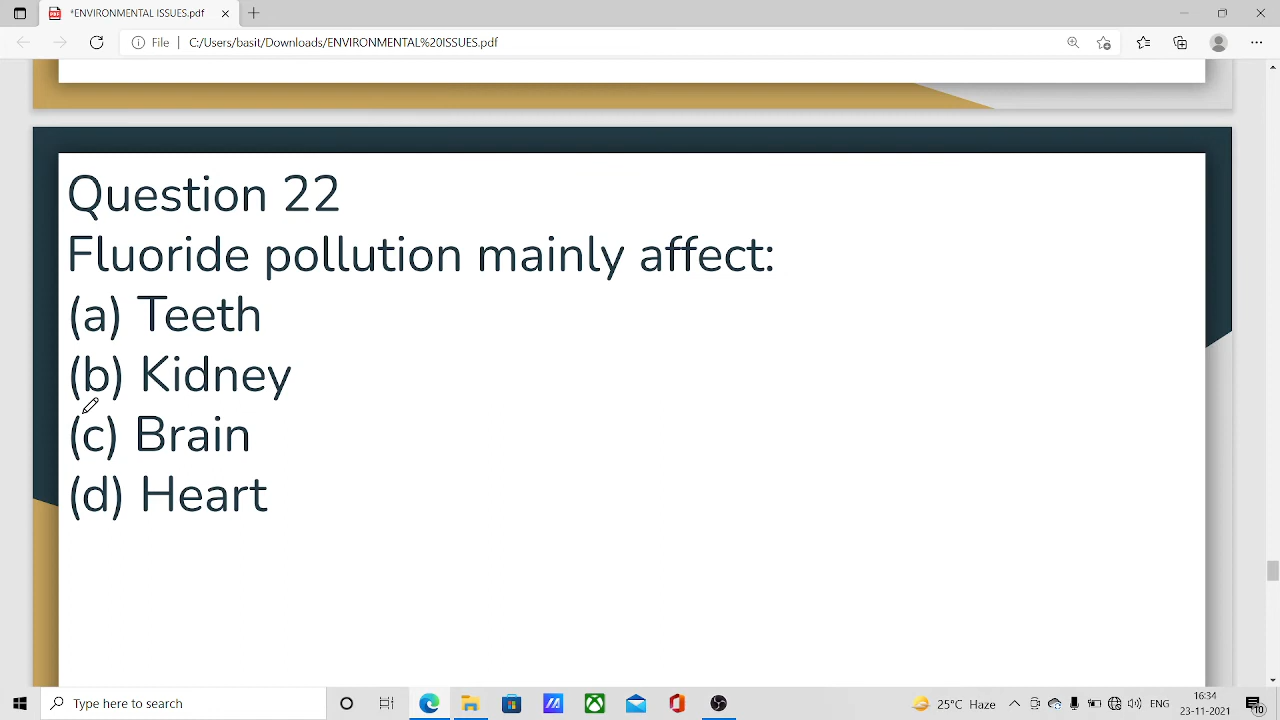 *ENVIRONMENTAL ISSUES.pdf
File | C:/Users/basil/Downloads/ENVIRONMENTAL%20ISSUES.pdf
Question 22
Fluoride pollution mainly affect:
(a) Teeth
(b) Kidney
(c) Brain
(d) Heart
Type here to search
25°C Haze
ENG
16:34
23-11-2021